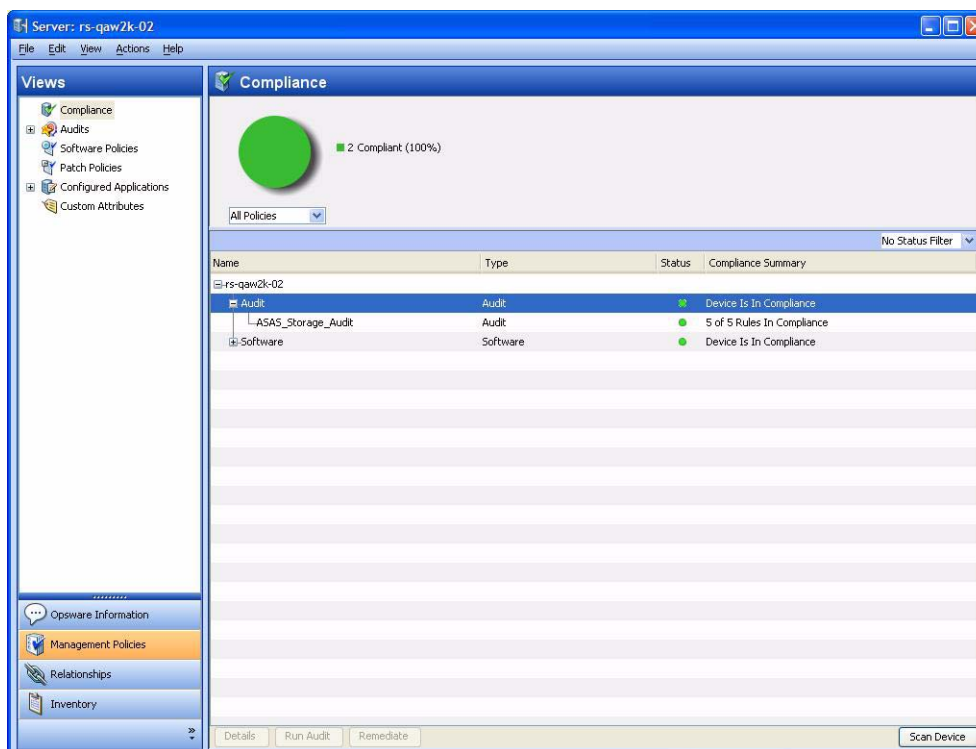 Server: rs-qaw2k-02
File Edit View Actions Help
Views
Compliance
Audits
Software Policies
Patch Policies
Configured Applications
Custom Attributes
Opsware Information
Management Policies
Relationships
Inventory
Compliance
2 Compliant (100%)
All Policies
No Status Filter
Name Type Status Compliance Summary
rs-qaw2k-02
Audit Audit Device Is In Compliance
ASAS_Storage_Audit Audit 5 of 5 Rules In Compliance
Software Software Device Is In Compliance
Details Run Audit Remediate Scan Device